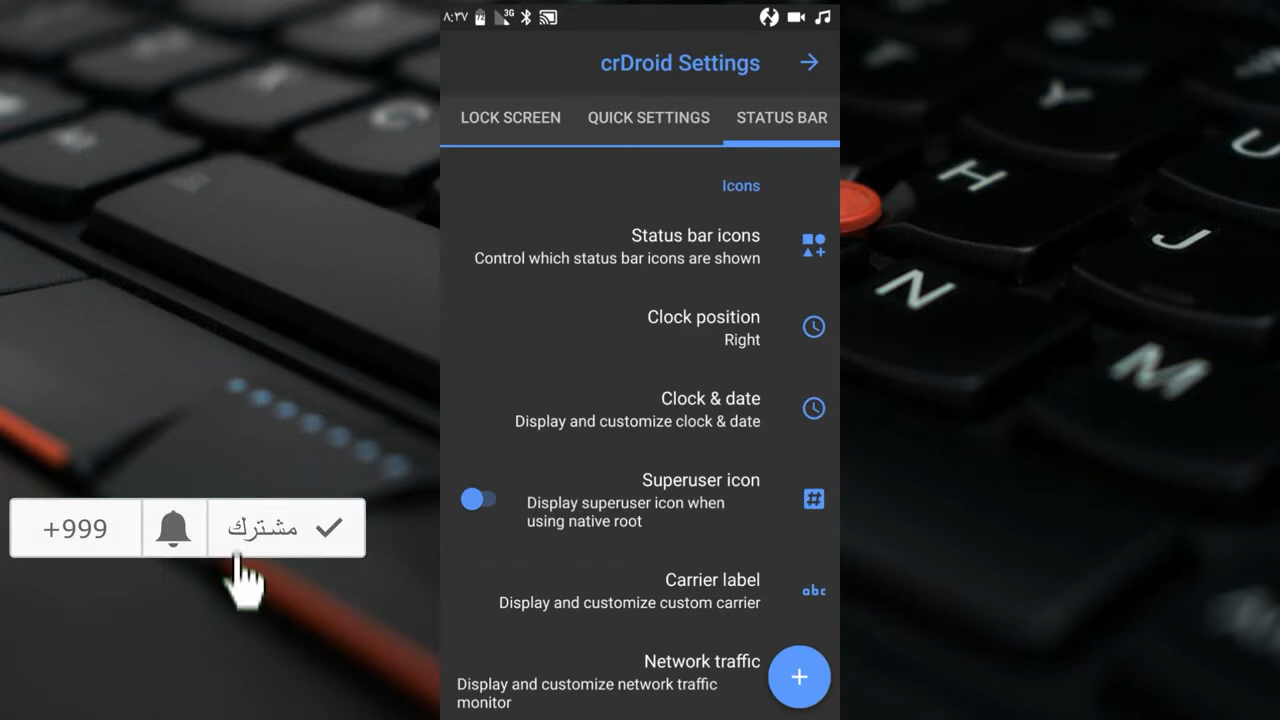 ٨:٢٧
77
3G
crDroid Settings
LOCK SCREEN
QUICK SETTINGS
STATUS BAR
Icons
Status bar icons
Control which status bar icons are shown
Clock position
Right
Clock & date
Display and customize clock & date
Superuser icon
Display superuser icon when
using native root
Carrier label
abc
Display and customize custom carrier
Network traffic
Display and customize network traffic
monitor
+999
مشترك
Y
U
H
J
N
M